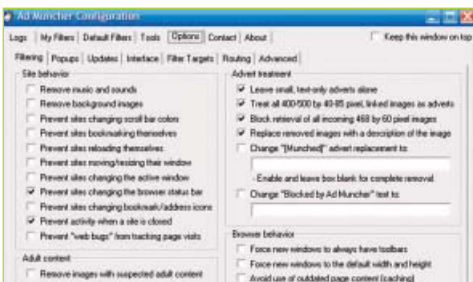 Ad Muncher Configuration
Logs My Filters Default Filters Tools Options Contact About Keep this window on top
Filtering Popups Updates Interface Filter Targets Routing Advanced
Site behavior
Remove music and sounds
Remove background images
Prevent sites changing scroll bar colors
Prevent sites bookmarking themselves
Prevent sites reloading themselves
Prevent sites moving/resizing their window
Prevent sites changing the active window
Prevent sites changing the browser status bar
Prevent sites changing bookmark/address icons
Prevent activity when a site is closed
Prevent "web bugs" from tracking page visits
Adult content
Remove images with suspected adult content
Advert treatment
Leave small, text-only adverts alone
Treat all 400-500 by 40-85 pixel, linked images as adverts
Block retrieval of all incoming 468 by 60 pixel images
Replace removed images with a description of the image
Change "[Munched]" advert replacement to:
- Enable and leave box blank for complete removal.
Change "Blocked by Ad Muncher" text to:
Browser behavior
Force new windows to always have toolbars
Force new windows to the default width and height
Avoid use of outdated page content (caching)